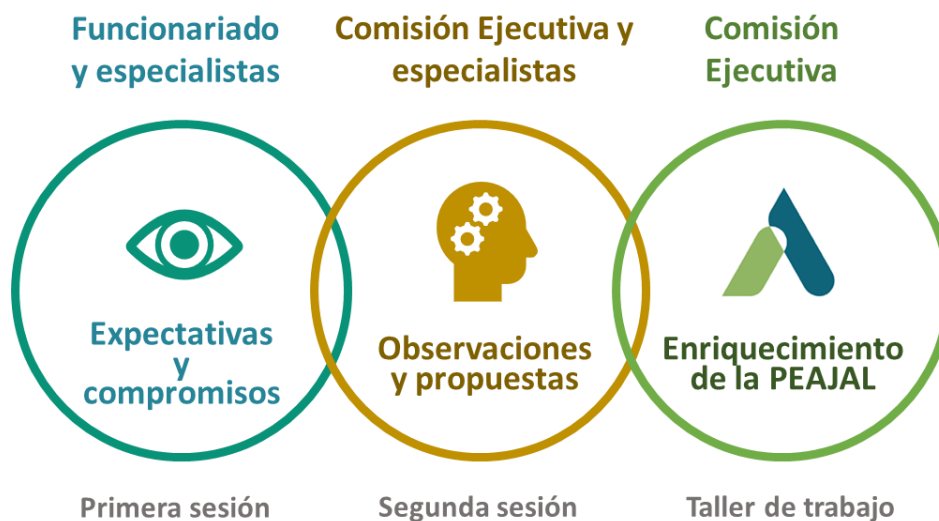 Funcionariado
y especialistas
Comisión Ejecutiva y
especialistas
Comisión
Ejecutiva
Expectativas
y
compromisos
Observaciones
y propuestas
Enriquecimiento
de la PEAJAL
Primera sesión
Segunda sesión
Taller de trabajo